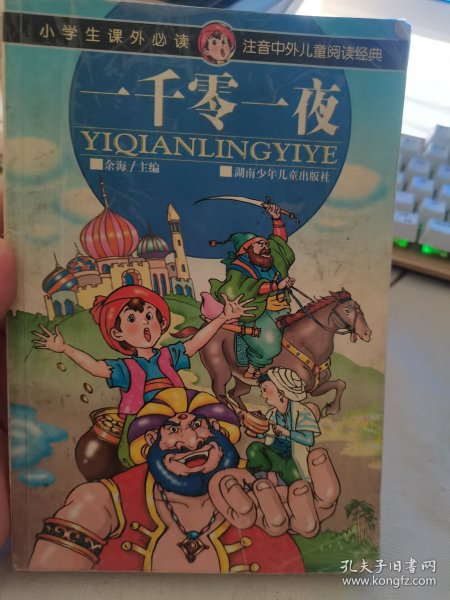 小学生课外必读
注音中外儿童阅读经典
一千零一夜
YIQIANLINGYIYE
余海/主编
湖南少年儿童出版社
孔夫子旧书网
www.kongfz.com